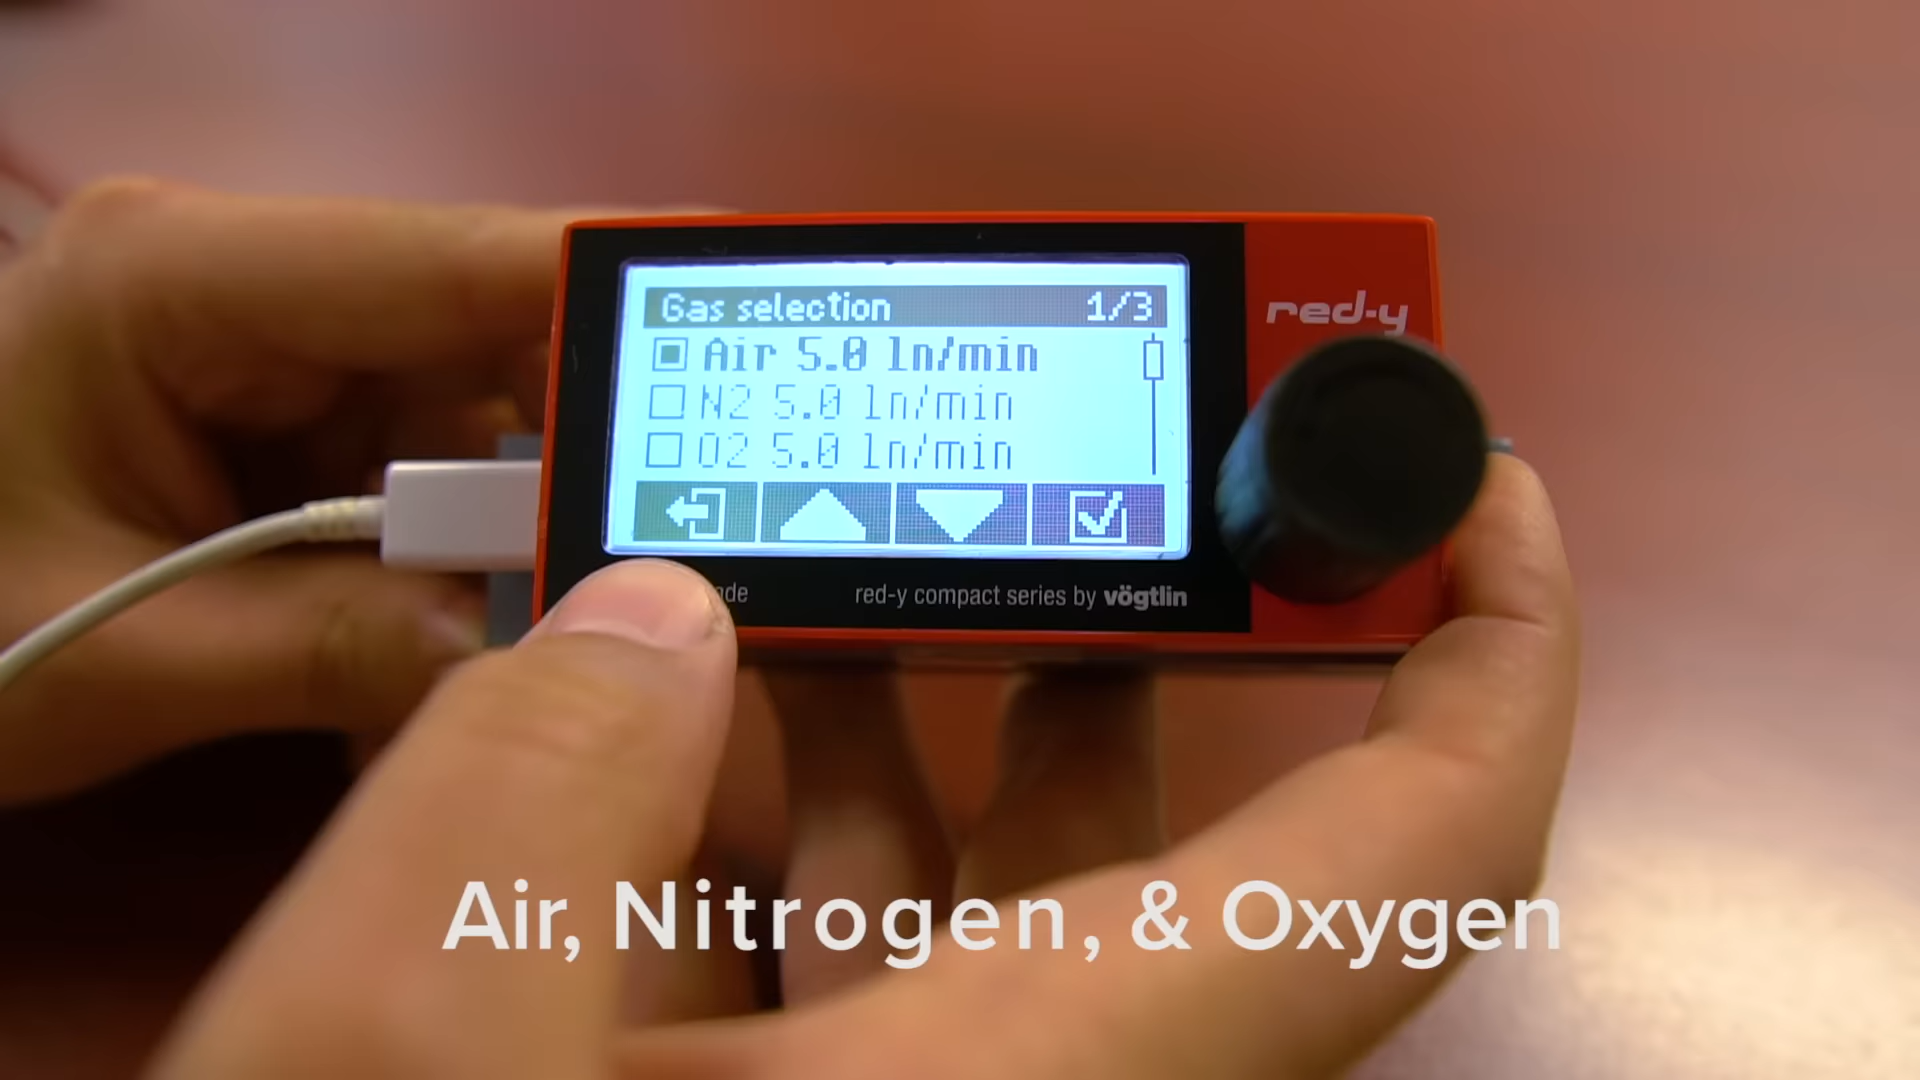 Gas selection 1/3
Air 5.0 ln/min
N2 5.0 ln/min
O2 5.0 ln/min
red-y
red-y compact series by vögtlin
Air, Nitrogen, & Oxygen